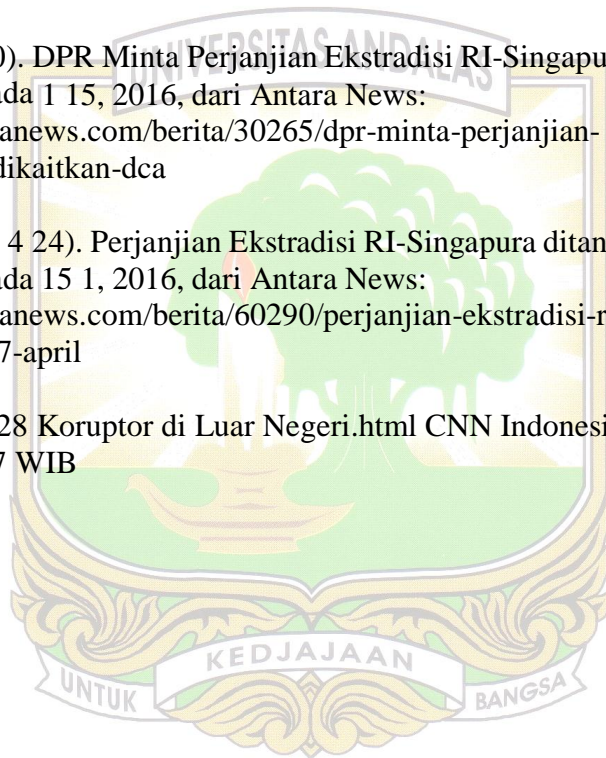 UNIVERSITAS ANDALAS
0). DPR Minta Perjanjian Ekstradisi RI-Singapu
ada 1 15, 2016, dari Antara News:
anews.com/berita/30265/dpr-minta-perjanjian-
dikaitkan-dca
4 24). Perjanjian Ekstradisi RI-Singapura ditan
ada 15 1, 2016, dari Antara News:
anews.com/berita/60290/perjanjian-ekstradisi-r
7-april
28 Koruptor di Luar Negeri.html CNN Indonesi
7 WIB
KEDJAJAAN
UNTUK BANGSA